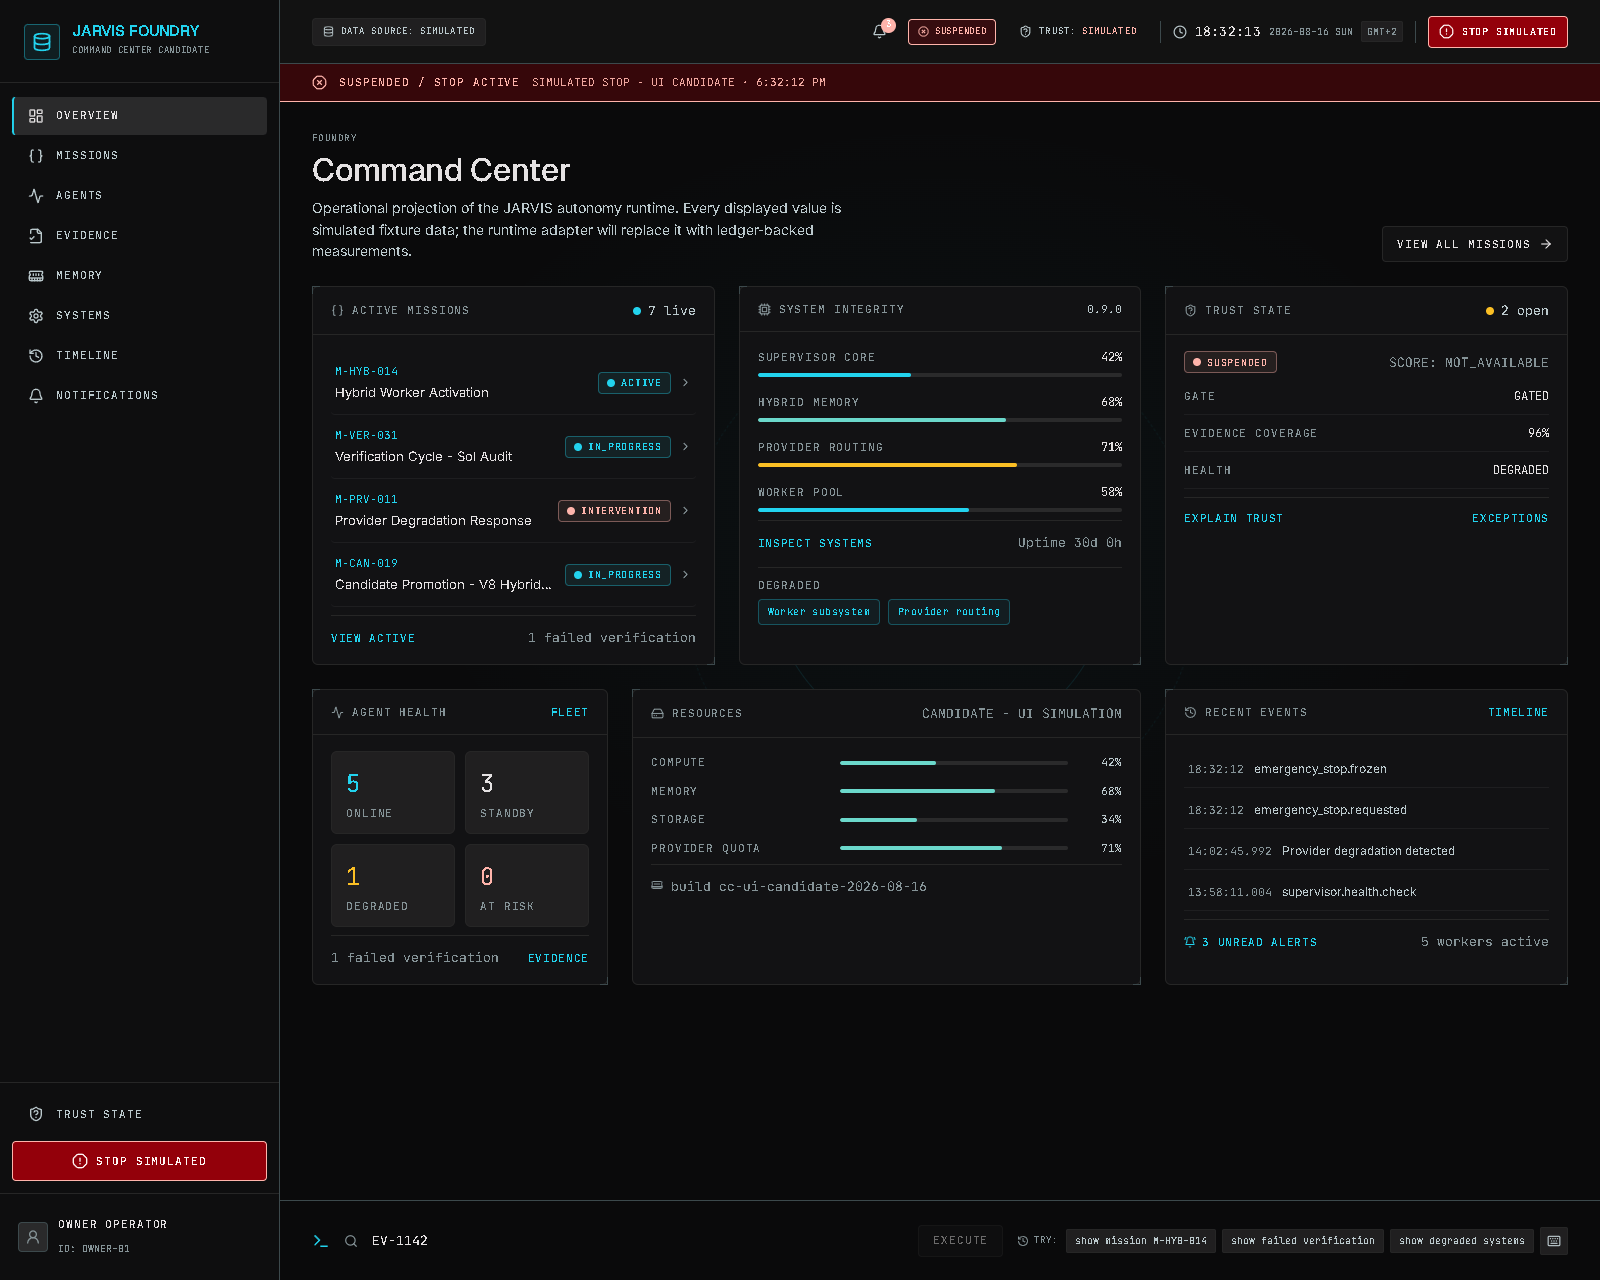 JARVIS FOUNDRY
COMMAND CENTER CANDIDATE
OVERVIEW
MISSIONS
AGENTS
EVIDENCE
MEMORY
SYSTEMS
TIMELINE
NOTIFICATIONS
TRUST STATE
STOP SIMULATED
OWNER OPERATOR
ID: OWNER-01
DATA SOURCE: SIMULATED
3
SUSPENDED
TRUST: SIMULATED
18:32:13 2026-08-16 SUN GMT+2
STOP SIMULATED
SUSPENDED / STOP ACTIVE SIMULATED STOP - UI CANDIDATE · 6:32:12 PM
FOUNDRY
Command Center
Operational projection of the JARVIS autonomy runtime. Every displayed value is
simulated fixture data; the runtime adapter will replace it with ledger-backed
measurements.
VIEW ALL MISSIONS
ACTIVE MISSIONS 7 live
M-HYB-014
Hybrid Worker Activation
ACTIVE
M-VER-031
Verification Cycle - Sol Audit
IN_PROGRESS
M-PRV-011
Provider Degradation Response
INTERVENTION
M-CAN-019
Candidate Promotion - V8 Hybrid...
IN_PROGRESS
VIEW ACTIVE 1 failed verification
SYSTEM INTEGRITY 0.9.0
SUPERVISOR CORE 42%
HYBRID MEMORY 68%
PROVIDER ROUTING 71%
WORKER POOL 58%
INSPECT SYSTEMS Uptime 30d 0h
DEGRADED
Worker subsystem Provider routing
TRUST STATE 2 open
SUSPENDED SCORE: NOT_AVAILABLE
GATE GATED
EVIDENCE COVERAGE 96%
HEALTH DEGRADED
EXPLAIN TRUST EXCEPTIONS
AGENT HEALTH FLEET
5
ONLINE
3
STANDBY
1
DEGRADED
0
AT RISK
1 failed verification EVIDENCE
RESOURCES CANDIDATE - UI SIMULATION
COMPUTE 42%
MEMORY 68%
STORAGE 34%
PROVIDER QUOTA 71%
build cc-ui-candidate-2026-08-16
RECENT EVENTS TIMELINE
18:32:12 emergency_stop.frozen
18:32:12 emergency_stop.requested
14:02:45.992 Provider degradation detected
13:58:11.004 supervisor.health.check
3 UNREAD ALERTS 5 workers active
EV-1142
EXECUTE
TRY: show mission M-HYB-014 show failed verification show degraded systems